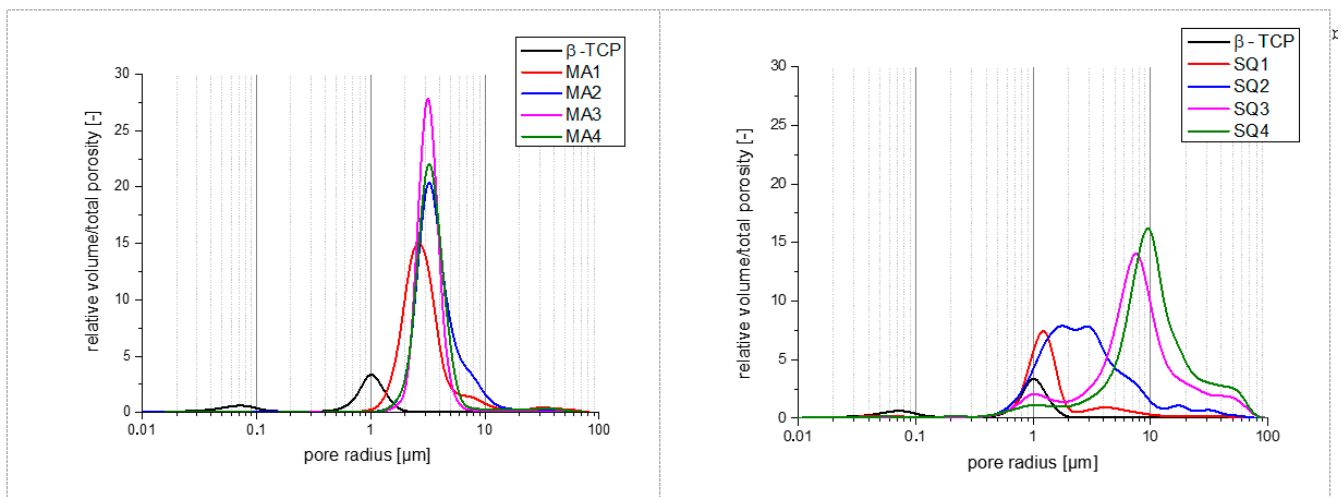 β -TCP
MA1
MA2
MA3
MA4
30
25
20
15
10
5
0
relative volume/total porosity [-]
0.01 0.1 1 10 100
pore radius [µm]
β - TCP
SQ1
SQ2
SQ3
SQ4
30
25
20
15
10
5
0
relative volume/total porosity [-]
0.01 0.1 1 10 100
pore radius [µm]
¤